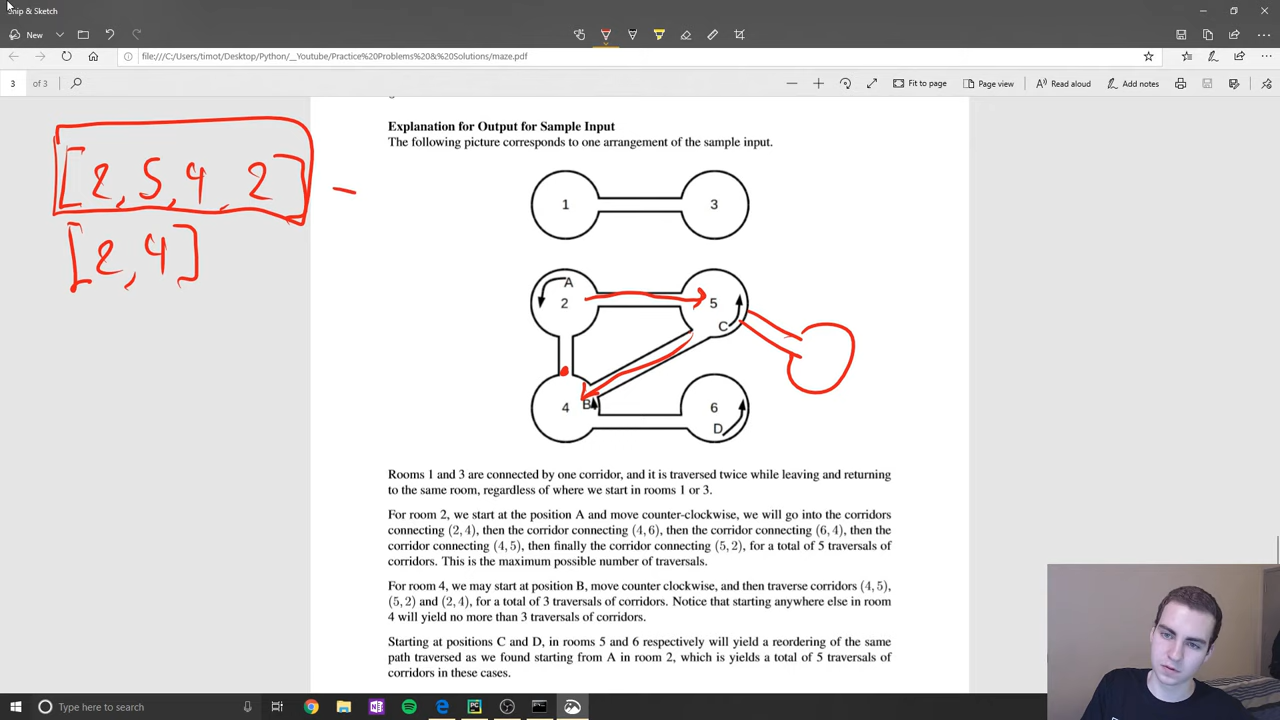 Snip & Sketch
New
file:///C:/Users/timot/Desktop/Python/__Youtube/Practice%20Problems%20&%20Solutions/maze.pdf
3 of 3 Fit to page Page view Read aloud Add notes
Explanation for Output for Sample Input
The following picture corresponds to one arrangement of the sample input.
[2, 5, 4, 2] -
[2, 4]
1 3
A
2 5
C
4 B 6
D
Rooms 1 and 3 are connected by one corridor, and it is traversed twice while leaving and returning
to the same room, regardless of where we start in rooms 1 or 3.
For room 2, we start at the position A and move counter-clockwise, we will go into the corridors
connecting (2, 4), then the corridor connecting (4, 6), then the corridor connecting (6, 4), then the
corridor connecting (4, 5), then finally the corridor connecting (5, 2), for a total of 5 traversals of
corridors. This is the maximum possible number of traversals.
For room 4, we may start at position B, move counter clockwise, and then traverse corridors (4, 5),
(5, 2) and (2, 4), for a total of 3 traversals of corridors. Notice that starting anywhere else in room
4 will yield no more than 3 traversals of corridors.
Starting at positions C and D, in rooms 5 and 6 respectively will yield a reordering of the same
path traversed as we found starting from A in room 2, which is yields a total of 5 traversals of
corridors in these cases.
Type here to search